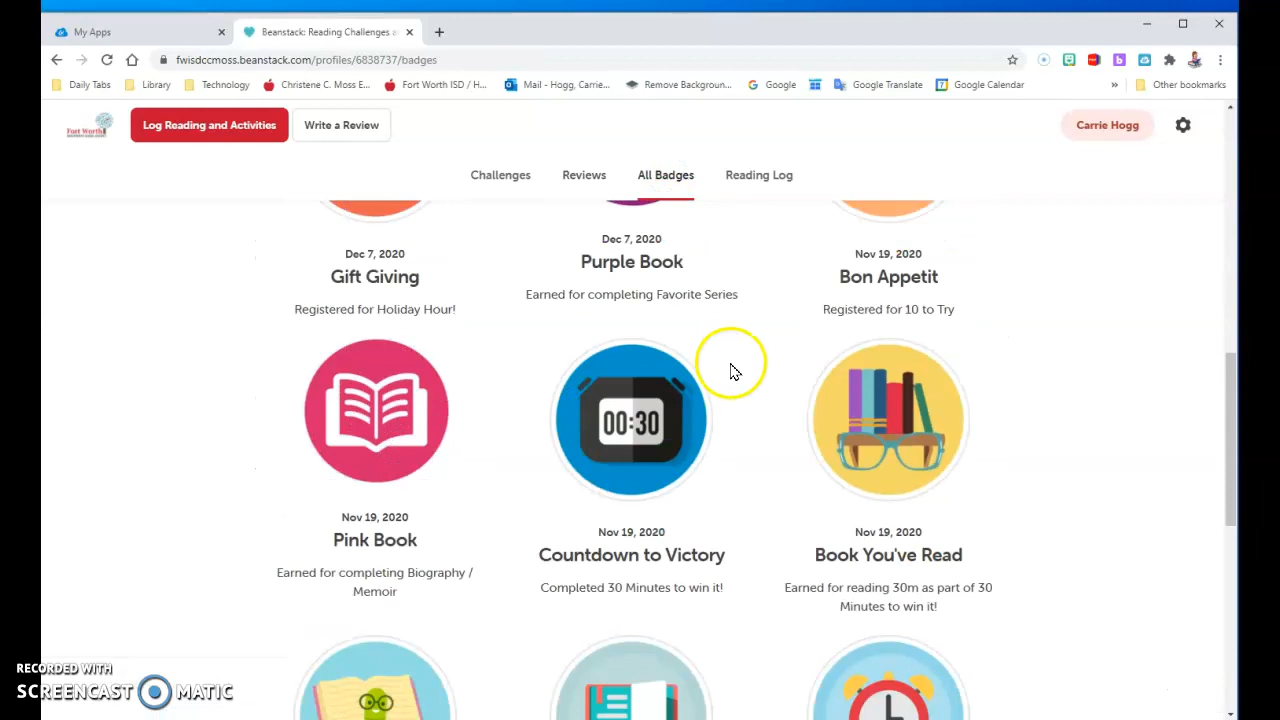 My Apps
Beanstack: Reading Challenges a
fwisdccmoss.beanstack.com/profiles/6838737/badges
Daily Tabs
Library
Technology
Christene C. Moss E...
Fort Worth ISD / H...
Mail - Hogg, Carrie...
Remove Backgroun...
Google
Google Translate
Google Calendar
Other bookmarks
Fort Worth
Log Reading and Activities
Write a Review
Carrie Hogg
Challenges
Reviews
All Badges
Reading Log
Dec 7, 2020
Gift Giving
Registered for Holiday Hour!
Dec 7, 2020
Purple Book
Earned for completing Favorite Series
Nov 19, 2020
Bon Appetit
Registered for 10 to Try
00:30
Nov 19, 2020
Pink Book
Earned for completing Biography /
Memoir
Nov 19, 2020
Countdown to Victory
Completed 30 Minutes to win it!
Nov 19, 2020
Book You've Read
Earned for reading 30m as part of 30
Minutes to win it!
RECORDED WITH
SCREENCAST MATIC